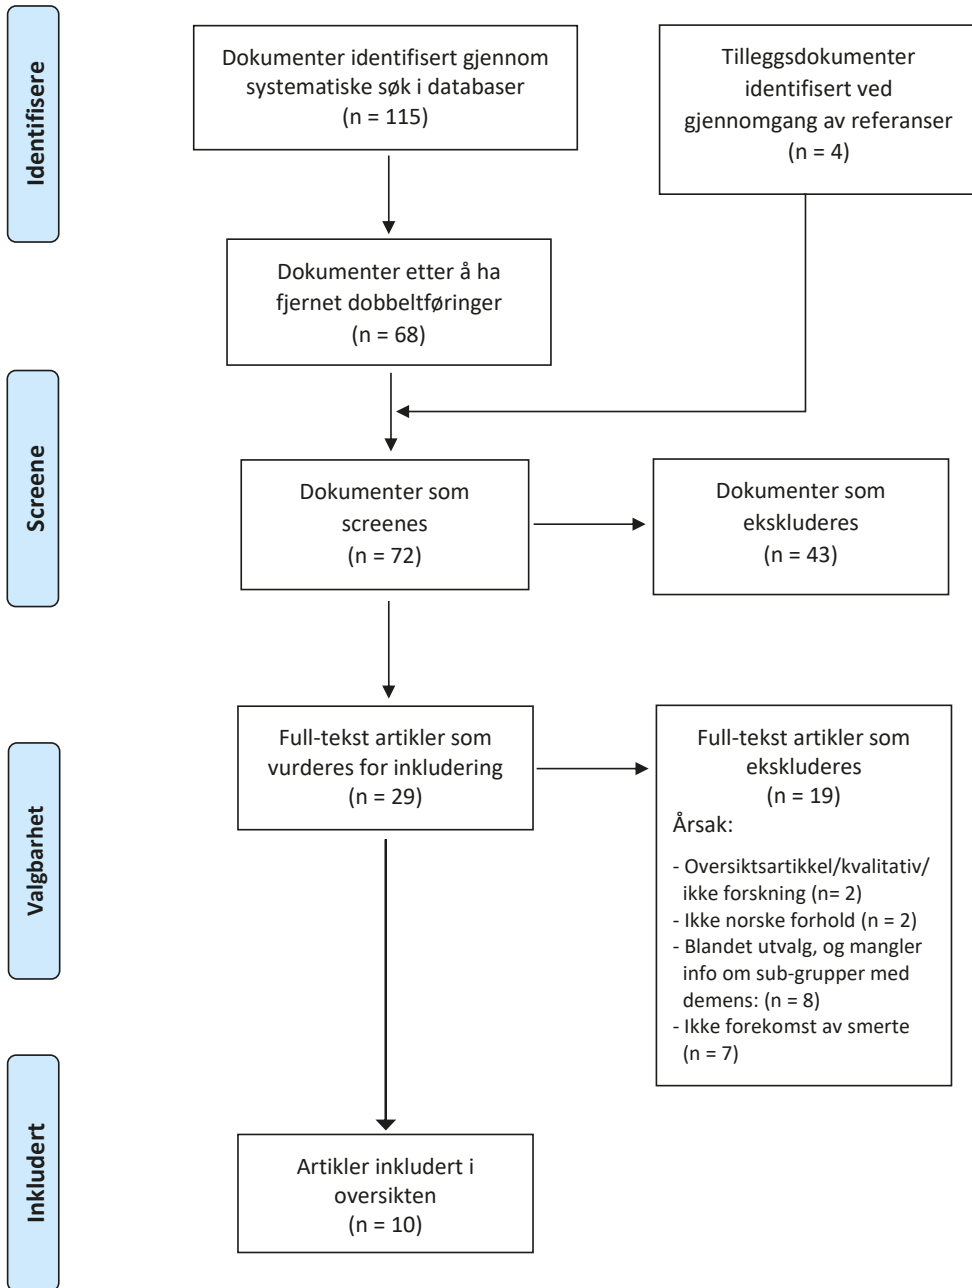 Identifisere
Dokumenter identifisert gjennom
systematiske søk i databaser
(n = 115)
Tilleggsdokumenter
identifisert ved
gjennomgang av referanser
(n = 4)
Dokumenter etter å ha
fjernet dobbeltføringer
(n = 68)
Screene
Dokumenter som
screenes
(n = 72)
Dokumenter som
ekskluderes
(n = 43)
Valgbarhet
Full-tekst artikler som
vurderes for inkludering
(n = 29)
Full-tekst artikler som
ekskluderes
(n = 19)
Årsak:
- Oversiktsartikkel/kvalitativ/
ikke forskning (n= 2)
- Ikke norske forhold (n = 2)
- Blandet utvalg, og mangler
info om sub-grupper med
demens: (n = 8)
- Ikke forekomst av smerte
(n = 7)
Inkludert
Artikler inkludert i
oversikten
(n = 10)